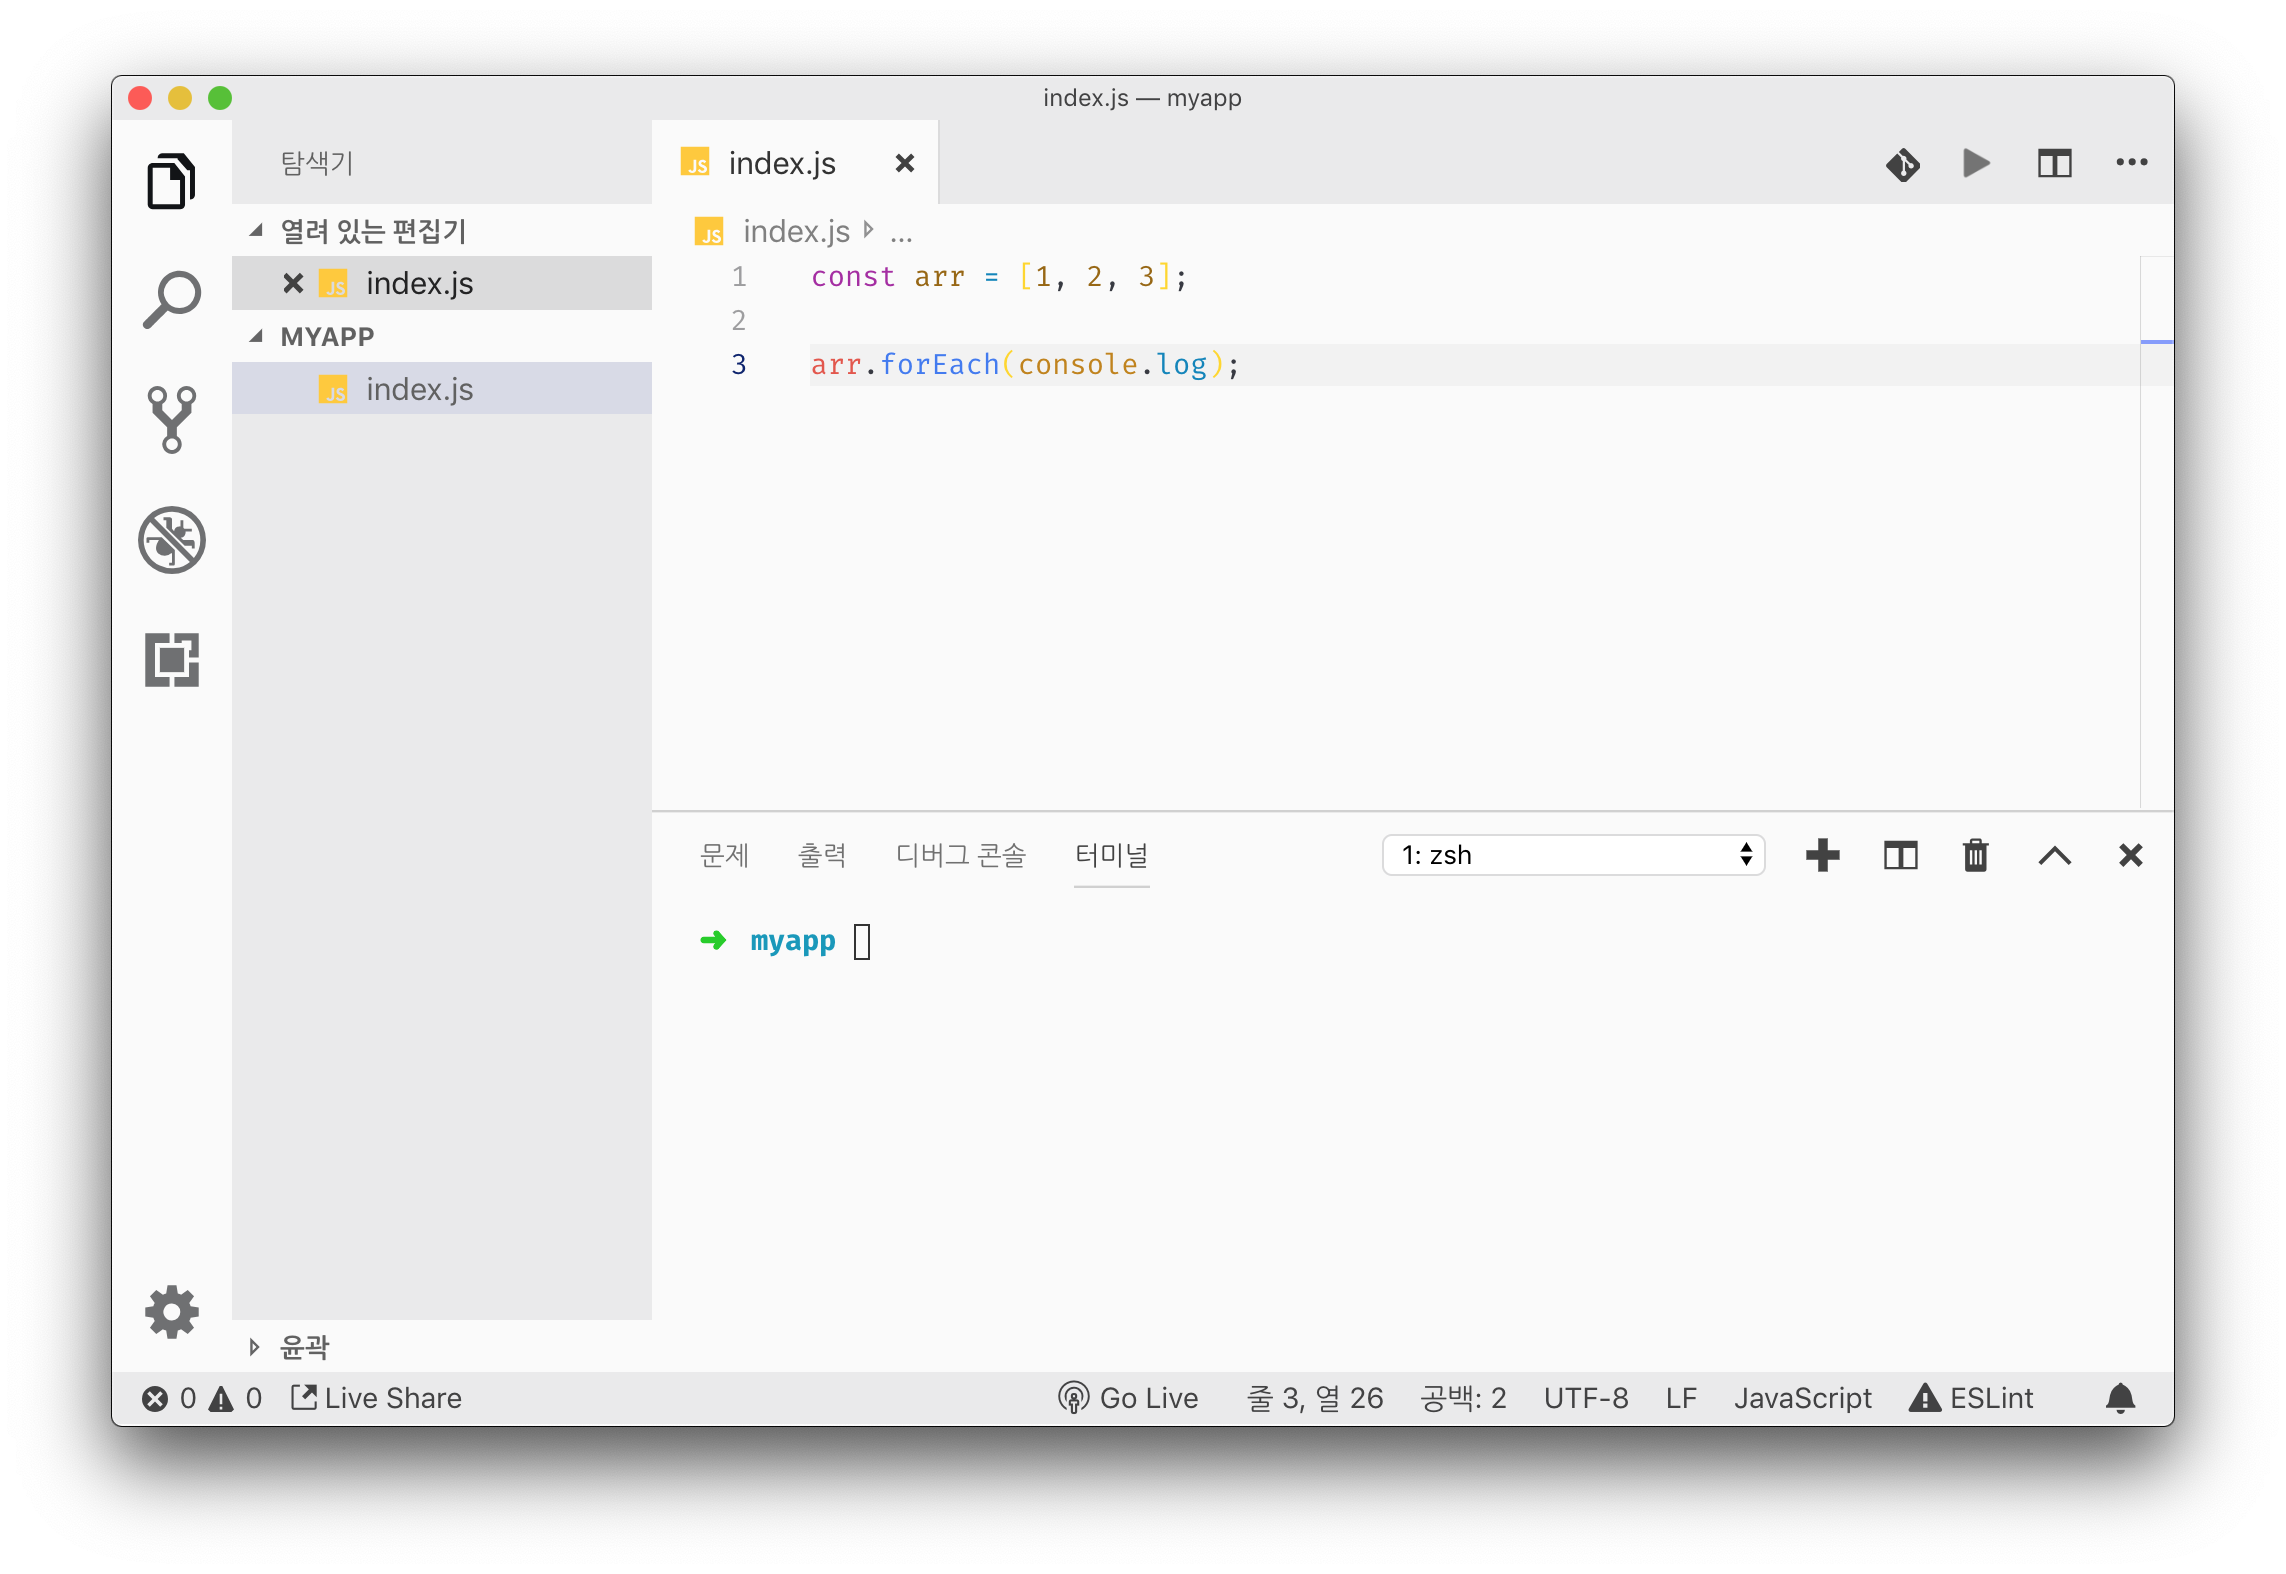 index.js — myapp
탐색기
열려 있는 편집기
JS index.js
MYAPP
JS index.js
윤곽
JS index.js
JS index.js ...
1 const arr = [1, 2, 3];
2
3 arr.forEach(console.log);
문제 출력 디버그 콘솔 터미널 1: zsh
➜ myapp
0 0 Live Share Go Live 줄 3, 열 26 공백: 2 UTF-8 LF JavaScript ESLint